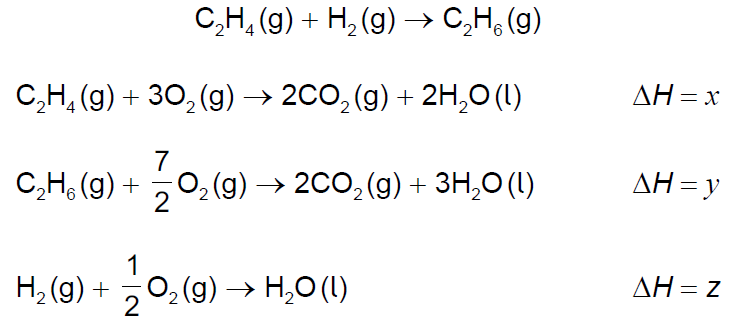 C₂H₄(g) + H₂(g) → C₂H₆(g)
C₂H₄(g) + 3O₂(g) → 2CO₂(g) + 2H₂O(l) ΔH = x
C₂H₆(g) + 7/2 O₂(g) → 2CO₂(g) + 3H₂O(l) ΔH = y
H₂(g) + 1/2 O₂(g) → H₂O(l) ΔH = z